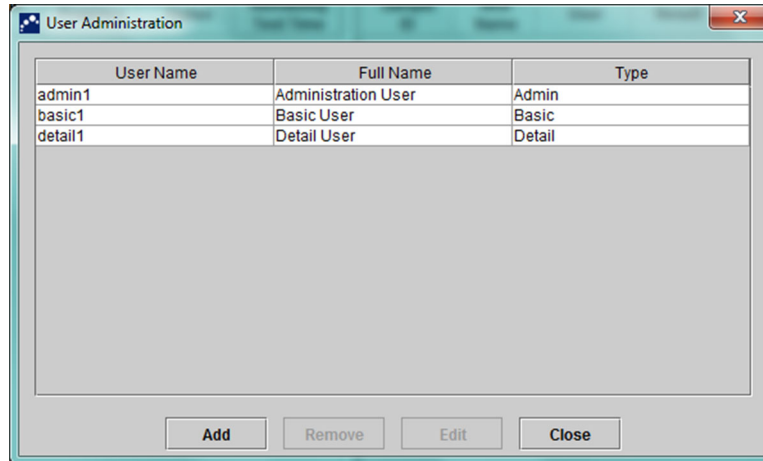 User Administration
User Name Full Name Type
admin1 Administration User Admin
basic1 Basic User Basic
detail1 Detail User Detail
Add Remove Edit Close